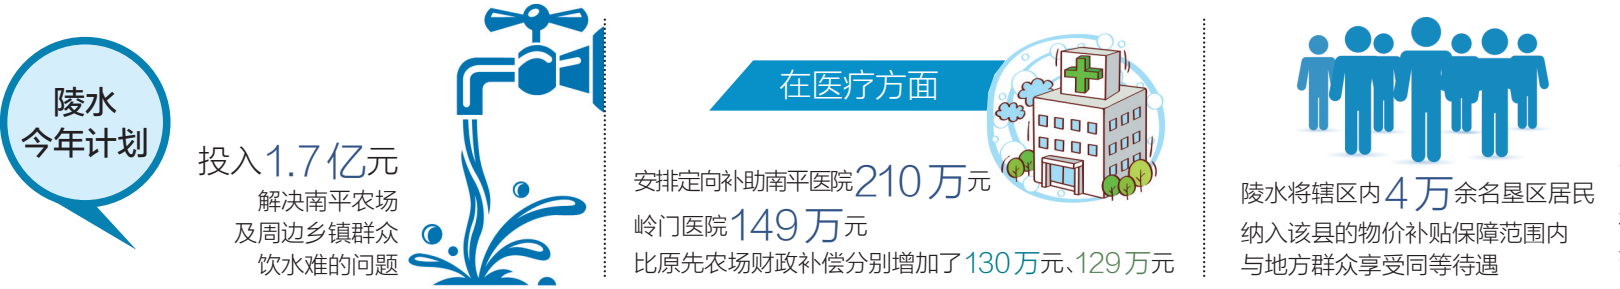 陵水
今年计划
投入1.7亿元
解决南平农场
及周边乡镇群众
饮水难的问题
在医疗方面
安排定向补助南平医院210万元
岭门医院149万元
比原先农场财政补偿分别增加了130万元、129万元
陵水将辖区内4万余名垦区居民
纳入该县的物价补贴保障范围内
与地方群众享受同等待遇